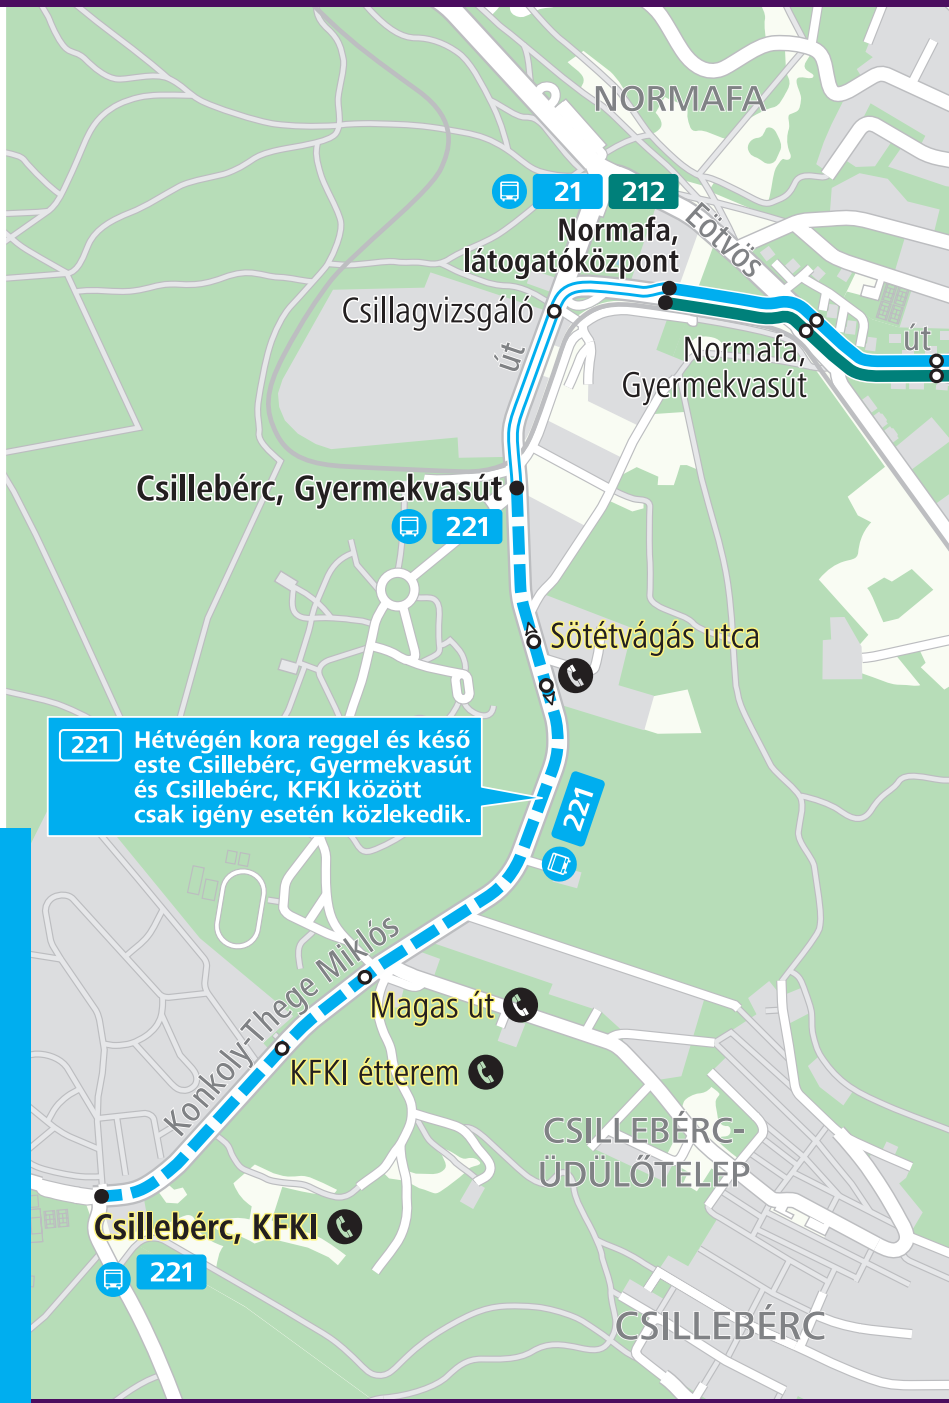 NORMAFA
21 212
Normafa,
látogatóközpont
Eötvös
Csillagvizsgáló
út
út
Normafa,
Gyermekvasút
Csillebérc, Gyermekvasút
221
Sötétvágás utca
221 Hétvégén kora reggel és késő
este Csillebérc, Gyermekvasút
és Csillebérc, KFKI között
csak igény esetén közlekedik.
221
Konkoly-Thege Miklós
Magas út
KFKI étterem
CSILLEBÉRC-
ÜDÜLŐTELEP
Csillebérc, KFKI
221
CSILLEBÉRC